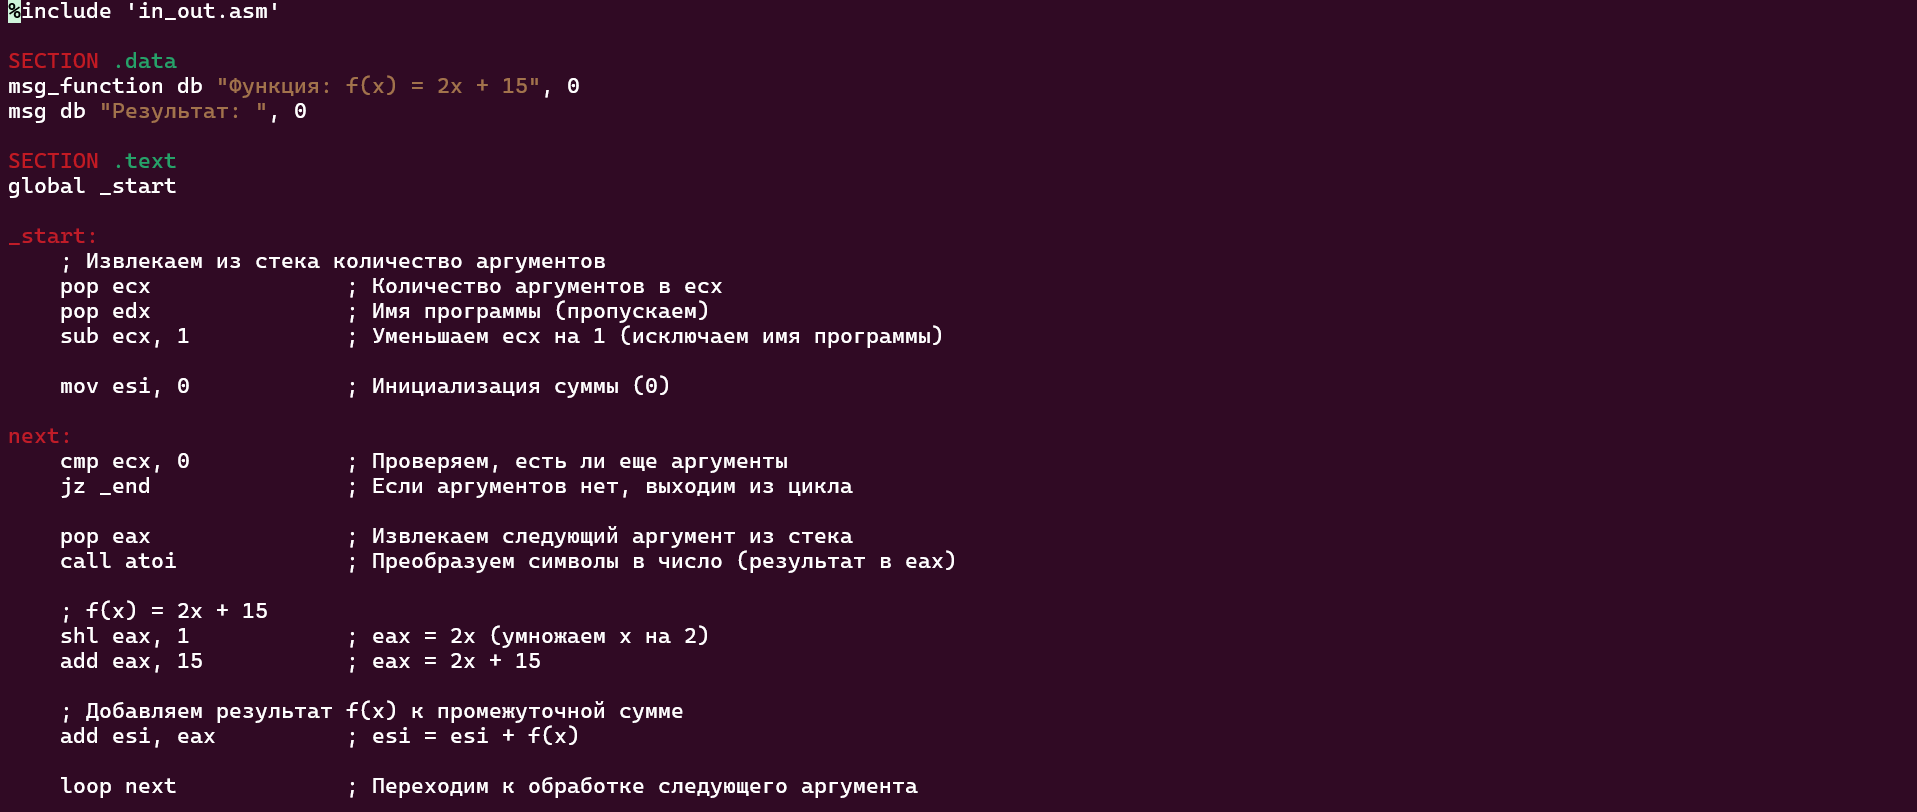 %include 'in_out.asm'
SECTION .data
msg_function db "Функция: f(x) = 2x + 15", 0
msg db "Результат: ", 0
SECTION .text
global _start
_start:
; Извлекаем из стека количество аргументов
pop ecx ; Количество аргументов в ecx
pop edx ; Имя программы (пропускаем)
sub ecx, 1 ; Уменьшаем ecx на 1 (исключаем имя программы)
mov esi, 0 ; Инициализация суммы (0)
next:
cmp ecx, 0 ; Проверяем, есть ли еще аргументы
jz _end ; Если аргументов нет, выходим из цикла
pop eax ; Извлекаем следующий аргумент из стека
call atoi ; Преобразуем символы в число (результат в eax)
; f(x) = 2x + 15
shl eax, 1 ; eax = 2x (умножаем x на 2)
add eax, 15 ; eax = 2x + 15
; Добавляем результат f(x) к промежуточной сумме
add esi, eax ; esi = esi + f(x)
loop next ; Переходим к обработке следующего аргумента